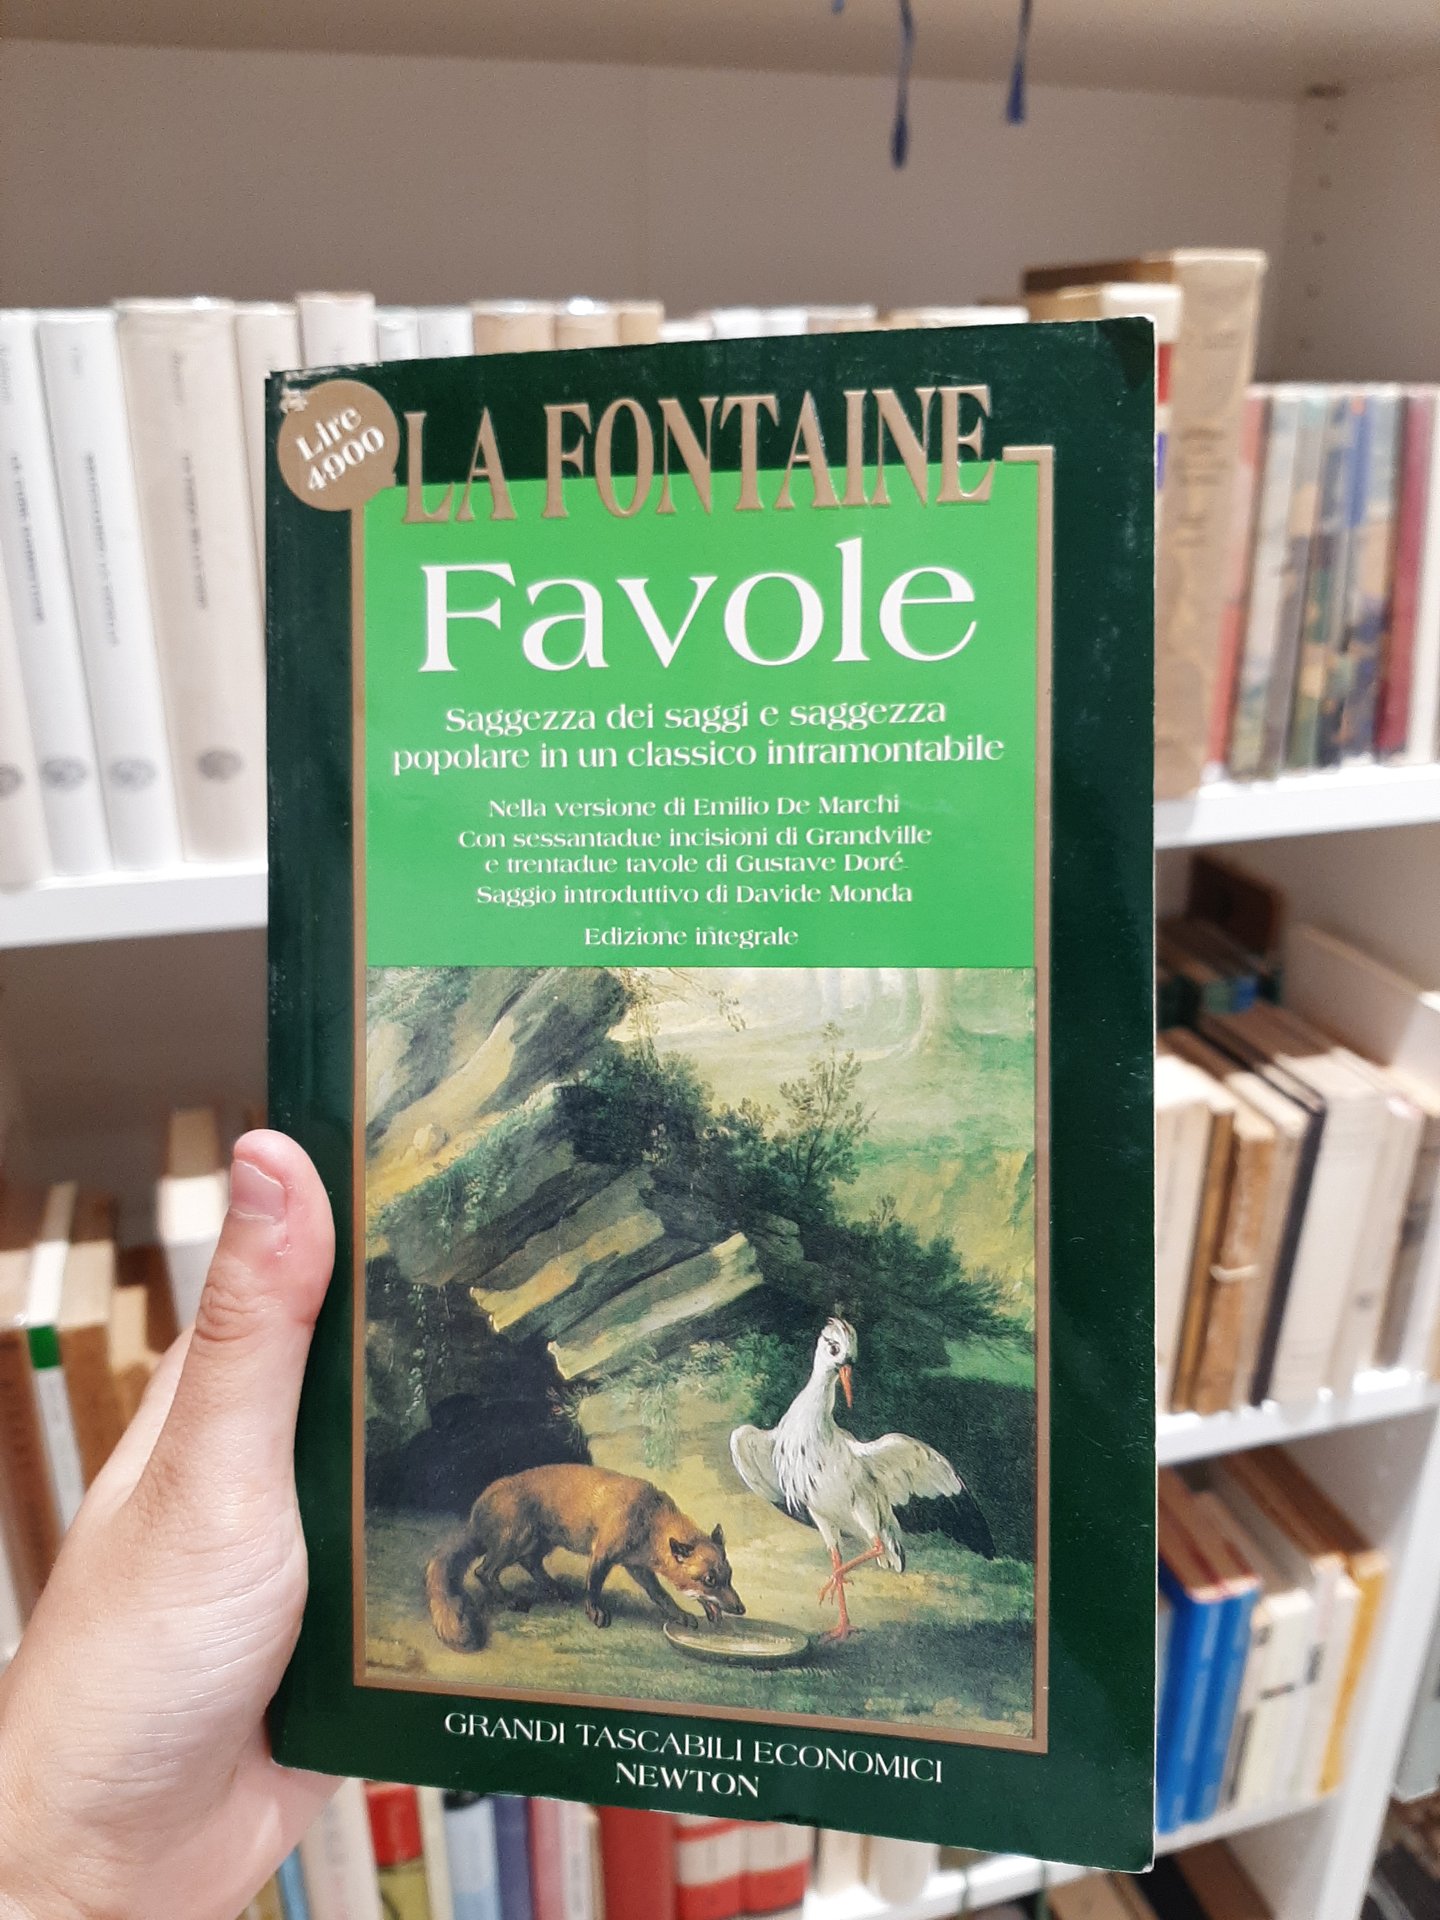 Lire
4900
LA FONTAINE
Favole
Saggezza dei saggi e saggezza
popolare in un classico intramontabile
Nella versione di Emilio De Marchi
Con sessantadue incisioni di Grandville
e trentadue tavole di Gustave Doré
Saggio introduttivo di Davide Monda
Edizione integrale
GRANDI TASCABILI ECONOMICI
NEWTON